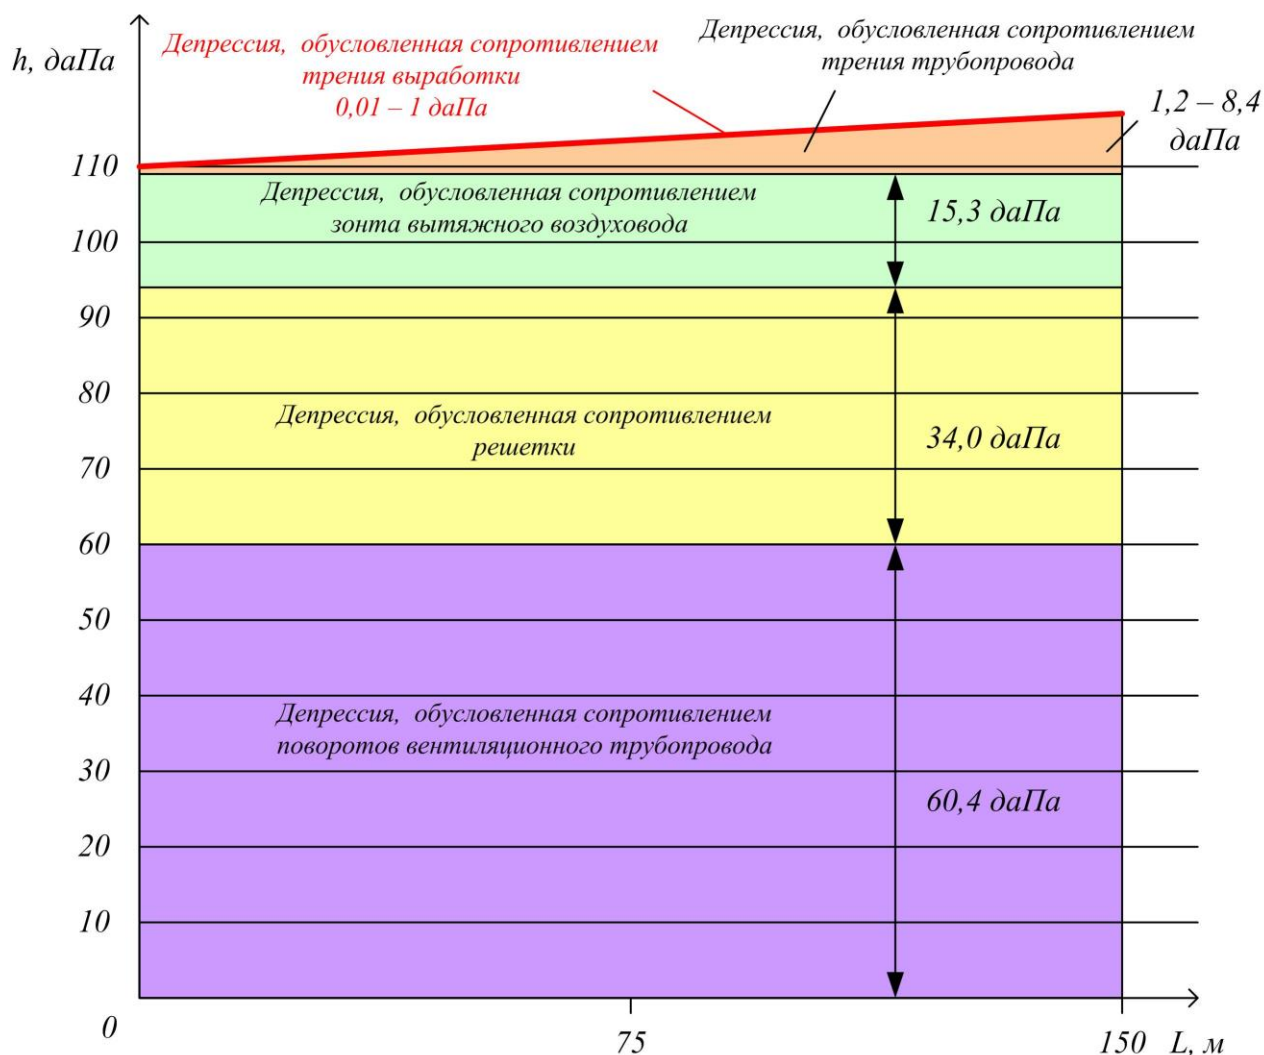 h, даПа
Депрессия, обусловленная сопротивлением
трения выработки
0,01 – 1 даПа
Депрессия, обусловленная сопротивлением
трения трубопровода
1,2 – 8,4
даПа
110
Депрессия, обусловленная сопротивлением
зонта вытяжного воздуховода
15,3 даПа
100
90
80
Депрессия, обусловленная сопротивлением
решетки
34,0 даПа
70
60
50
40
Депрессия, обусловленная сопротивлением
поворотов вентиляционного трубопровода
30
60,4 даПа
20
10
0
75
150
L, м